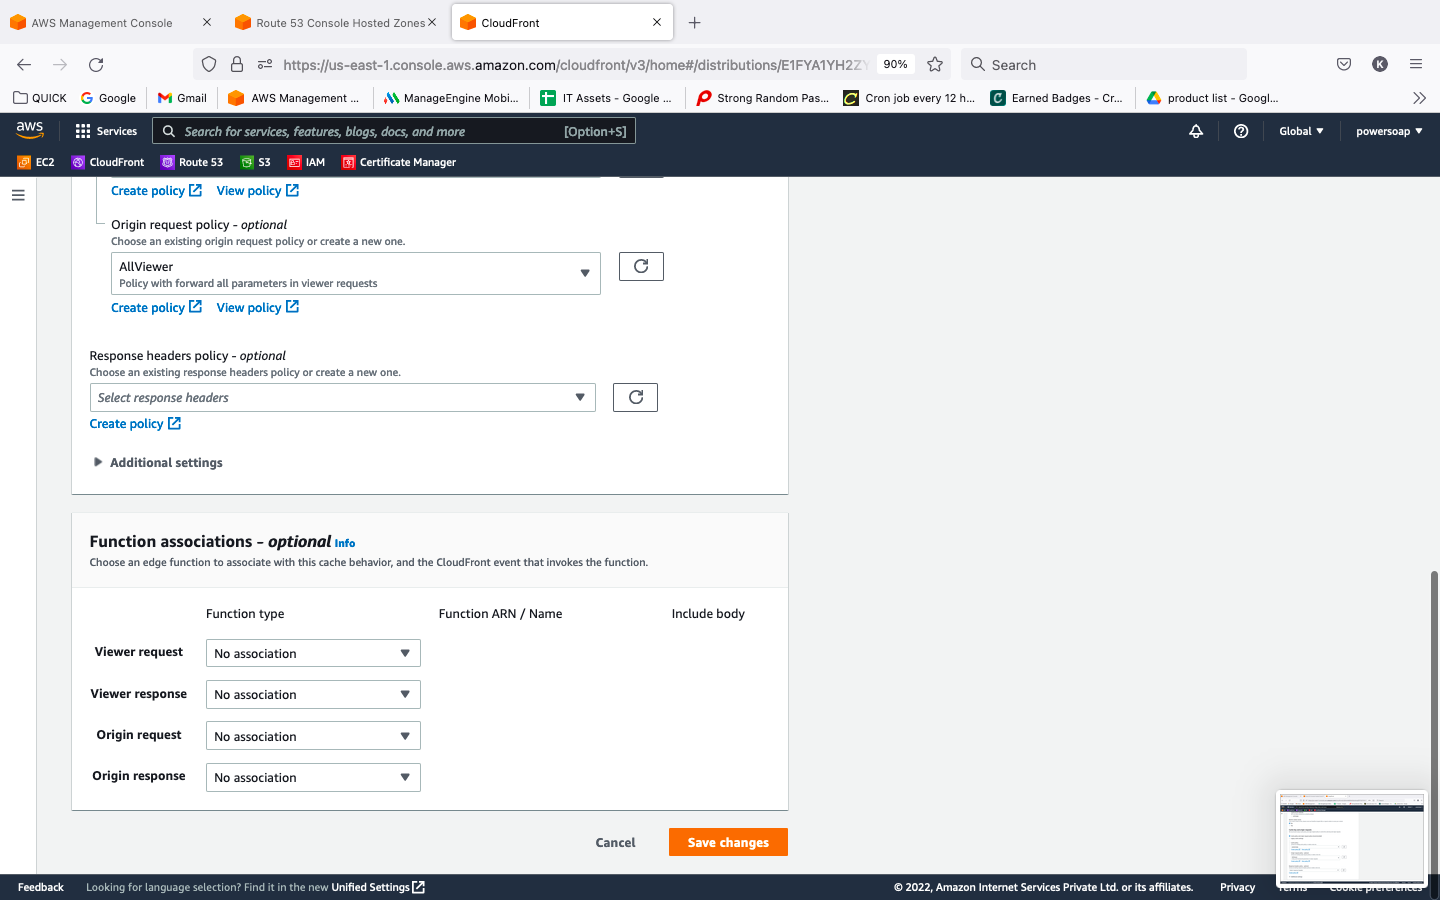 AWS Management Console
Route 53 Console Hosted Zones
CloudFront
https://us-east-1.console.aws.amazon.com/cloudfront/v3/home#/distributions/E1FYA1YH2ZY
90%
Search
K
QUICK
Google
Gmail
AWS Management ...
ManageEngine Mobi...
IT Assets - Google ...
Strong Random Pas...
Cron job every 12 h...
Earned Badges - Cr...
product list - Googl...
aws
Services
Search for services, features, blogs, docs, and more
[Option+S]
Global
powersoap
EC2
CloudFront
Route 53
S3
IAM
Certificate Manager
Create policy
View policy
Origin request policy - optional
Choose an existing origin request policy or create a new one.
AllViewer
Policy with forward all parameters in viewer requests
Create policy
View policy
Response headers policy - optional
Choose an existing response headers policy or create a new one.
Select response headers
Create policy
Additional settings
Function associations - optional Info
Choose an edge function to associate with this cache behavior, and the CloudFront event that invokes the function.
Function type
Function ARN / Name
Include body
Viewer request
No association
Viewer response
No association
Origin request
No association
Origin response
No association
Cancel
Save changes
Feedback
Looking for language selection? Find it in the new Unified Settings
© 2022, Amazon Internet Services Private Ltd. or its affiliates.
Privacy
Terms
Cookie preferences